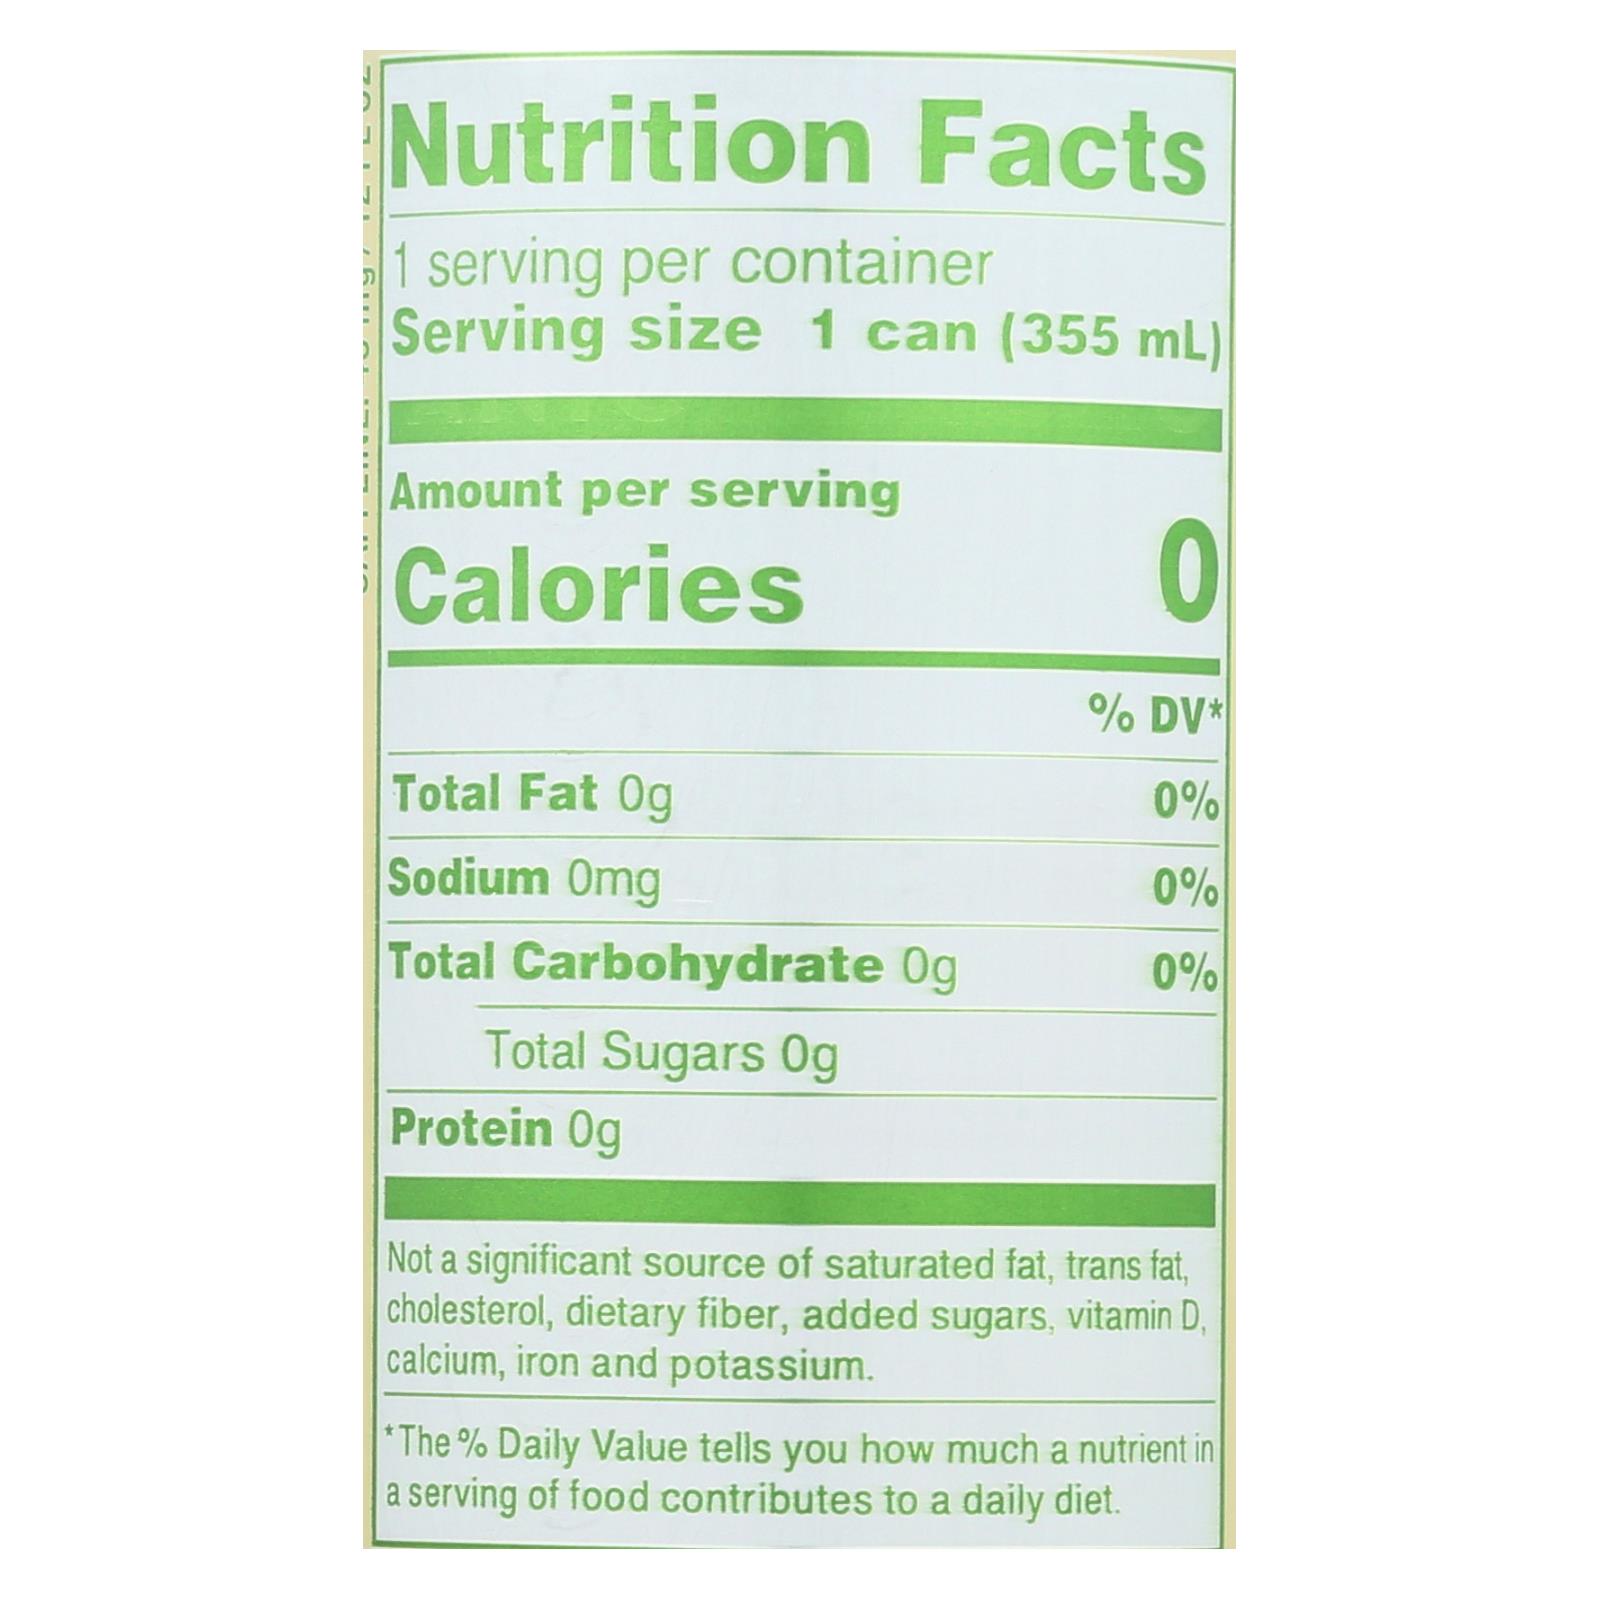 Nutrition Facts
1 serving per container
Serving size 1 can (355 mL)
Amount per serving
Calories 0
% DV*
Total Fat 0g 0%
Sodium 0mg 0%
Total Carbohydrate 0g 0%
Total Sugars 0g
Protein 0g
Not a significant source of saturated fat, trans fat,
cholesterol, dietary fiber, added sugars, vitamin D,
calcium, iron and potassium.
*The % Daily Value tells you how much a nutrient in
a serving of food contributes to a daily diet.